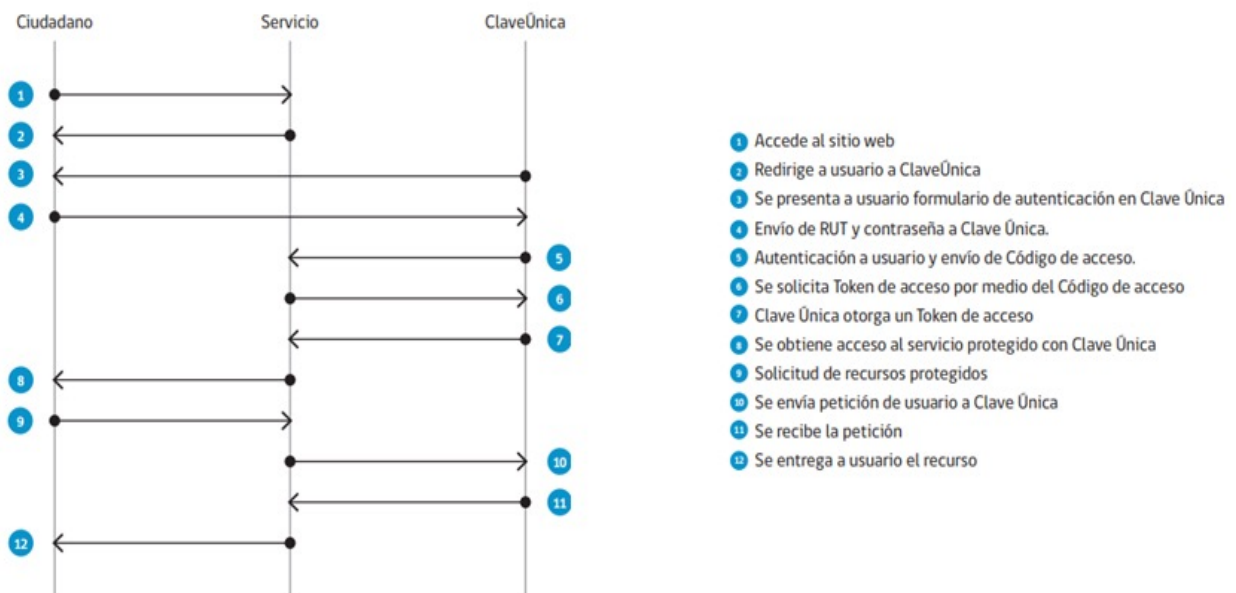 Ciudadano Servicio ClaveÚnica
1
2
3
4
5
6
7
8
9
10
11
12
1 Accede al sitio web
2 Redirige a usuario a ClaveÚnica
3 Se presenta a usuario formulario de autenticación en Clave Única
4 Envío de RUT y contraseña a Clave Única.
5 Autenticación a usuario y envío de Código de acceso.
6 Se solicita Token de acceso por medio del Código de acceso
7 Clave Única otorga un Token de acceso
8 Se obtiene acceso al servicio protegido con Clave Única
9 Solicitud de recursos protegidos
10 Se envía petición de usuario a Clave Única
11 Se recibe la petición
12 Se entrega a usuario el recurso